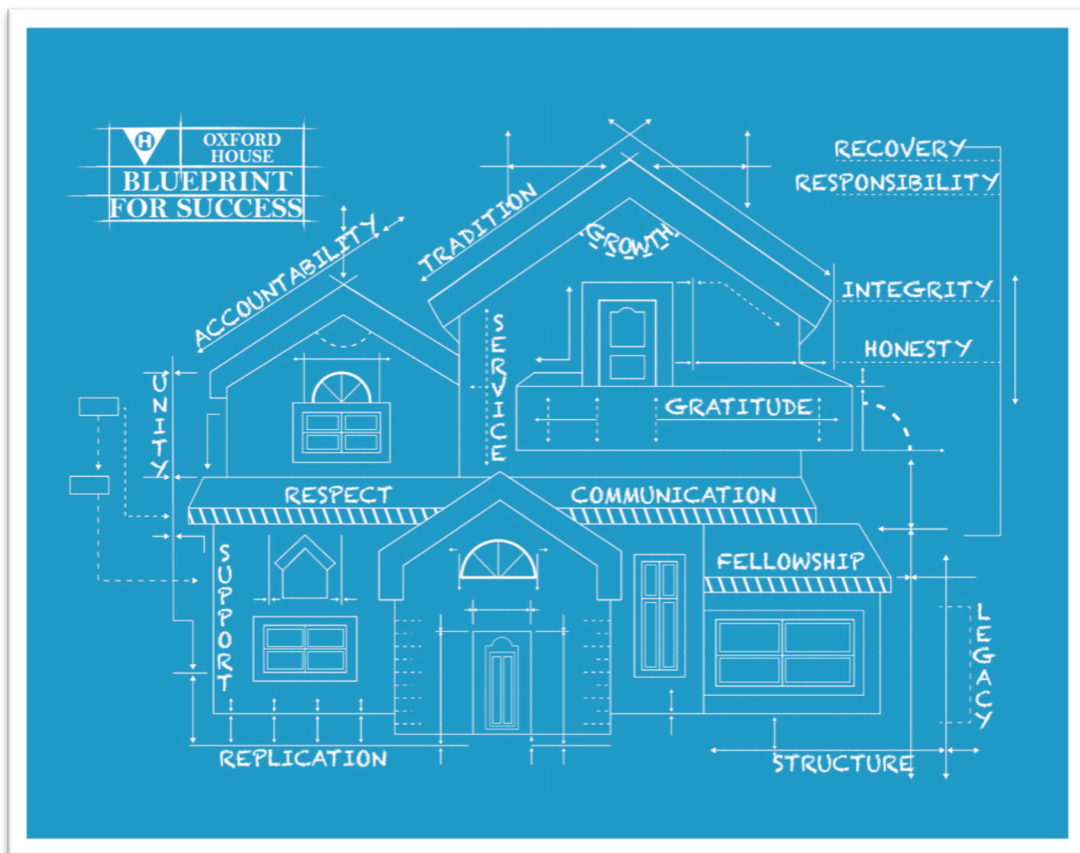 H
OXFORD
HOUSE
BLUEPRINT
FOR SUCCESS
RECOVERY
RESPONSIBILITY
TRADITION
GROWTH
ACCOUNTABILITY
INTEGRITY
SERVICE
HONESTY
UNITY
GRATITUDE
RESPECT
COMMUNICATION
SUPPORT
FELLOWSHIP
LEGACY
REPLICATION
STRUCTURE